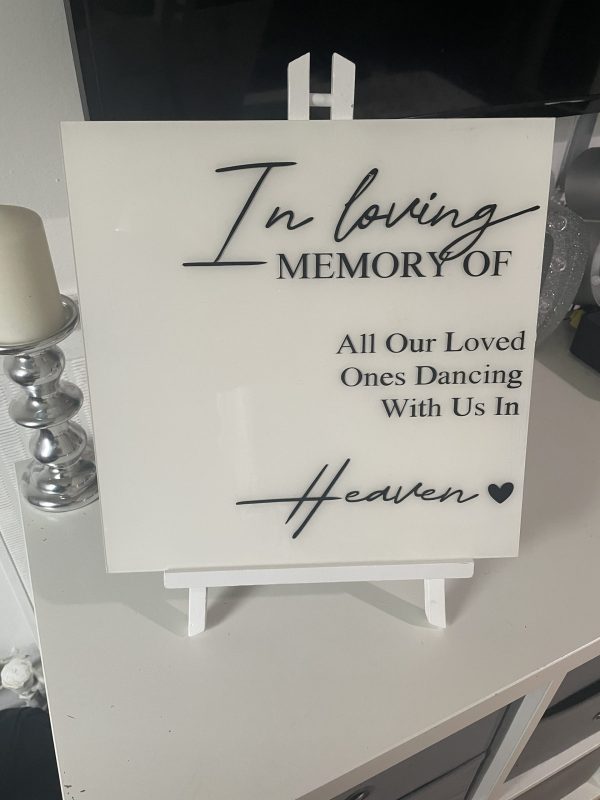 In loving
MEMORY OF
All Our Loved
Ones Dancing
With Us In
Heaven